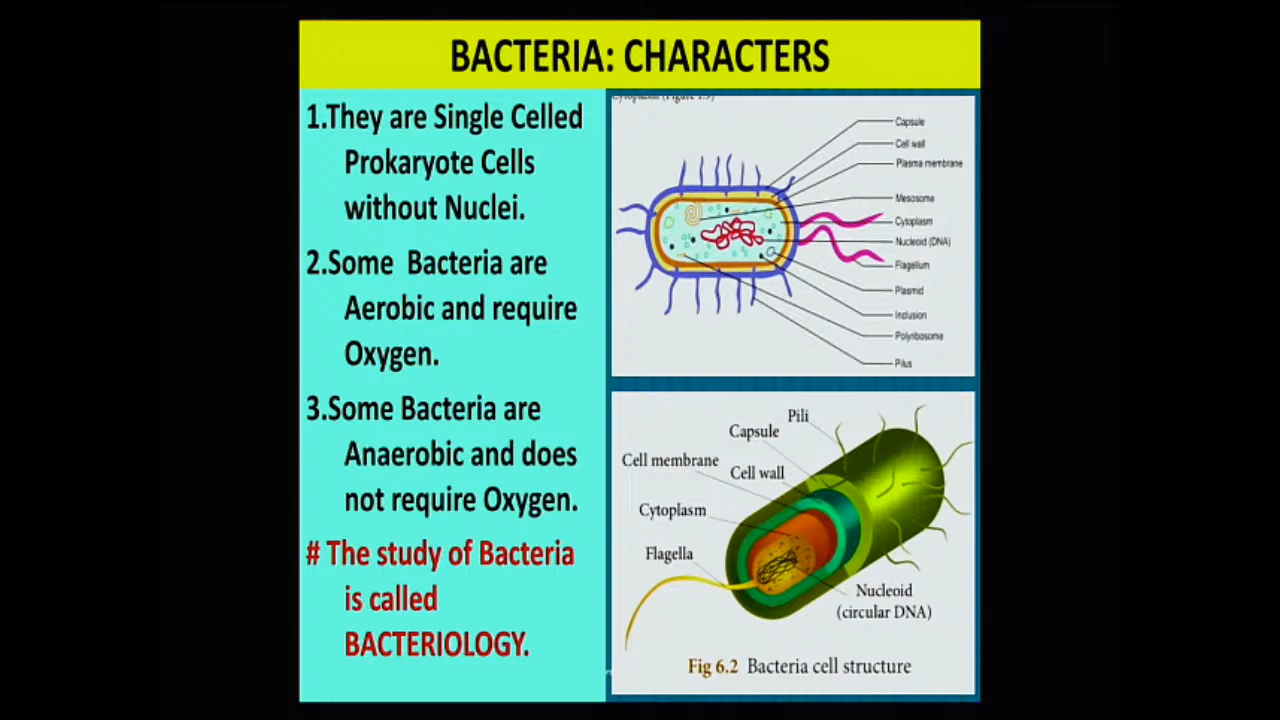 BACTERIA: CHARACTERS
1.They are Single Celled
Prokaryote Cells
without Nuclei.
2.Some Bacteria are
Aerobic and require
Oxygen.
3.Some Bacteria are
Anaerobic and does
not require Oxygen.
# The study of Bacteria
is called
BACTERIOLOGY.
Capsule
Cell wall
Plasma membrane
Mesosome
Cytoplasm
Nucleoid (DNA)
Flagellum
Plasmid
Inclusion
Polyribosome
Pilus
Pili
Capsule
Cell membrane
Cell wall
Cytoplasm
Flagella
Nucleoid
(circular DNA)
Fig 6.2 Bacteria cell structure